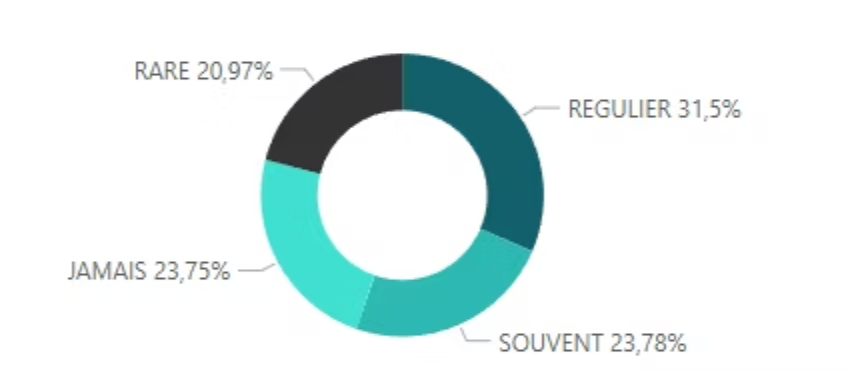 RARE 20,97%
REGULIER 31,5%
JAMAIS 23,75%
SOUVENT 23,78%